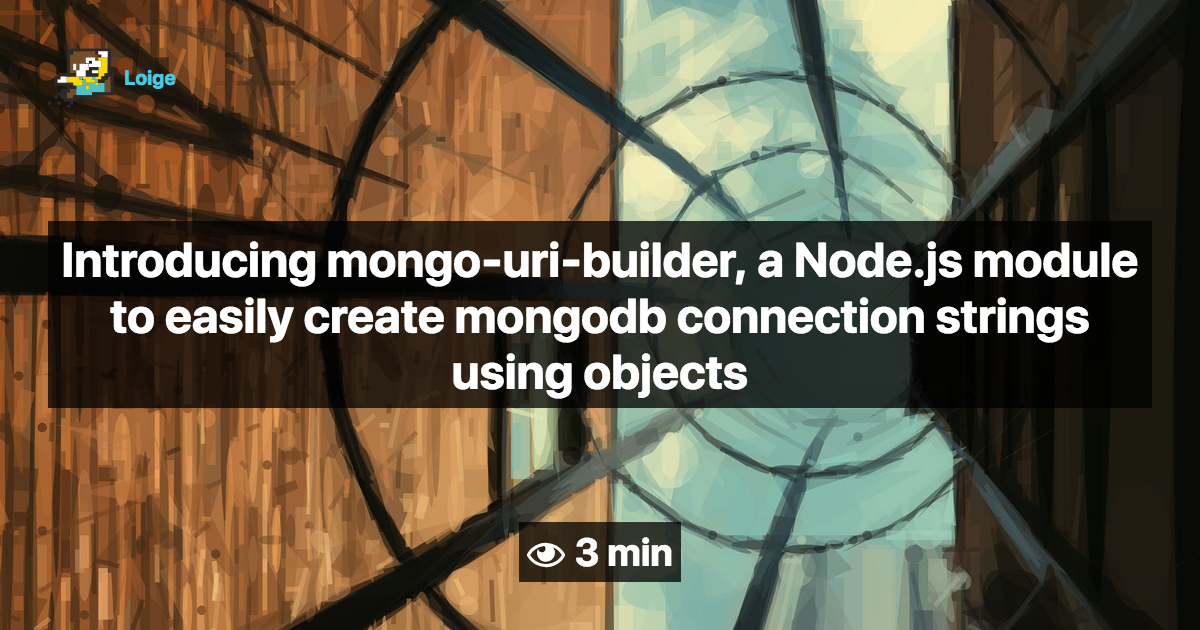 Loige
Introducing mongo-uri-builder, a Node.js module
to easily create mongodb connection strings
using objects
3 min